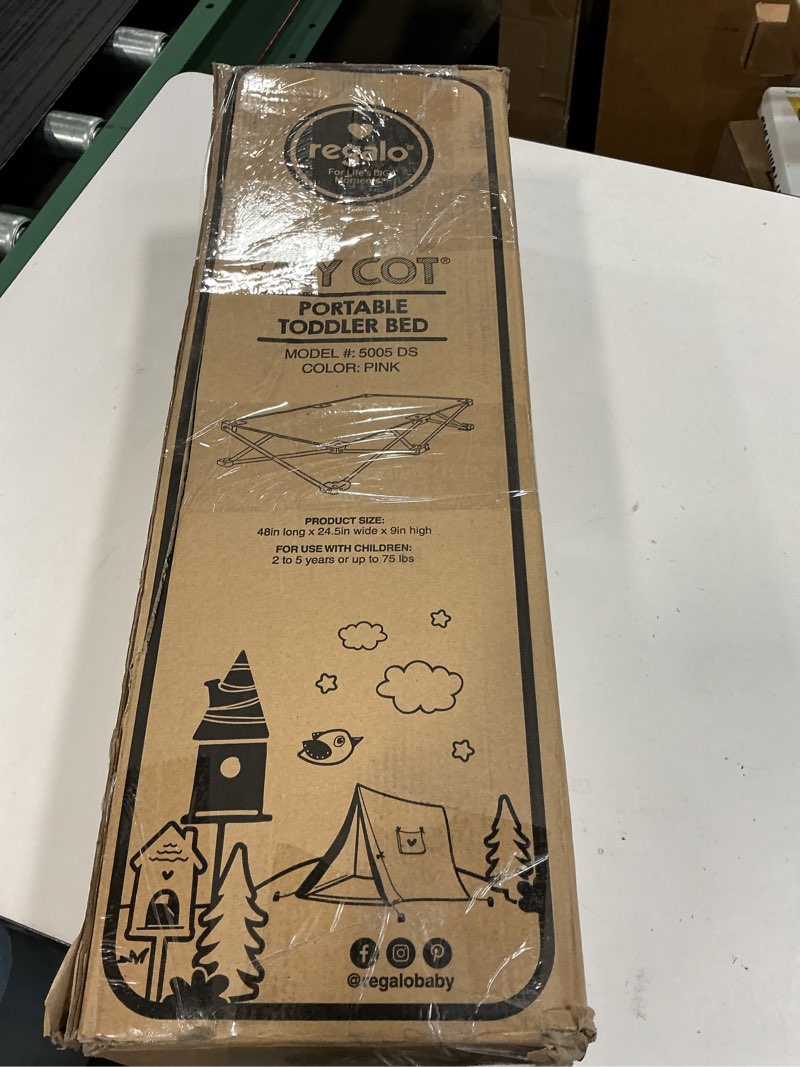 regalo®
For Life's BIG
Moments
Y COT®
PORTABLE
TODDLER BED
MODEL #: 5005 DS
COLOR: PINK
PRODUCT SIZE:
48in long x 24.5in wide x 9in high
FOR USE WITH CHILDREN:
2 to 5 years or up to 75 lbs
@regalobaby